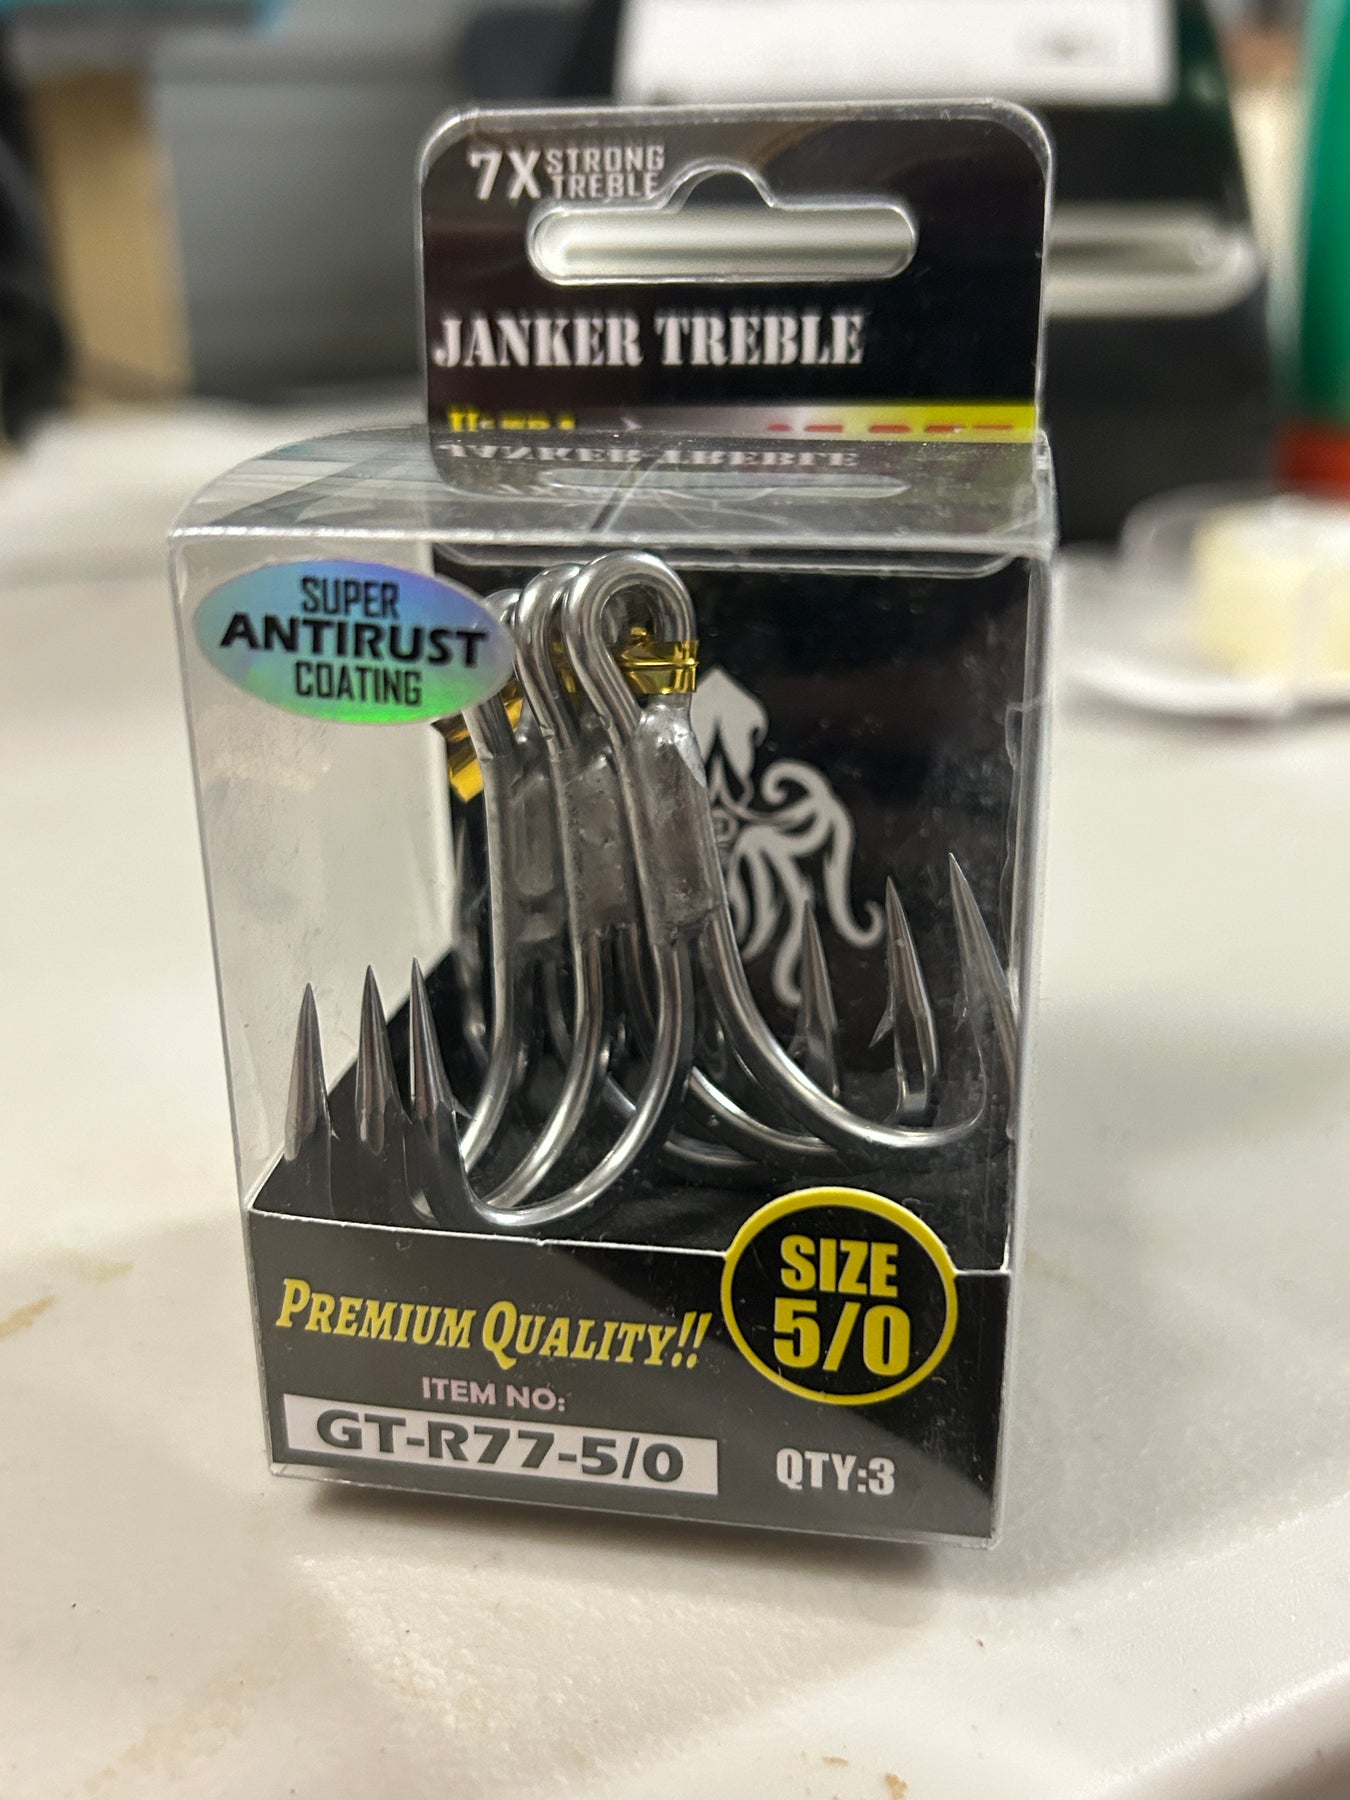 7X STRONG
TREBLE
JANKER TREBLE
SUPER
ANTIRUST
COATING
PREMIUM QUALITY!!
SIZE
5/0
ITEM NO:
GT-R77-5/0
QTY:3